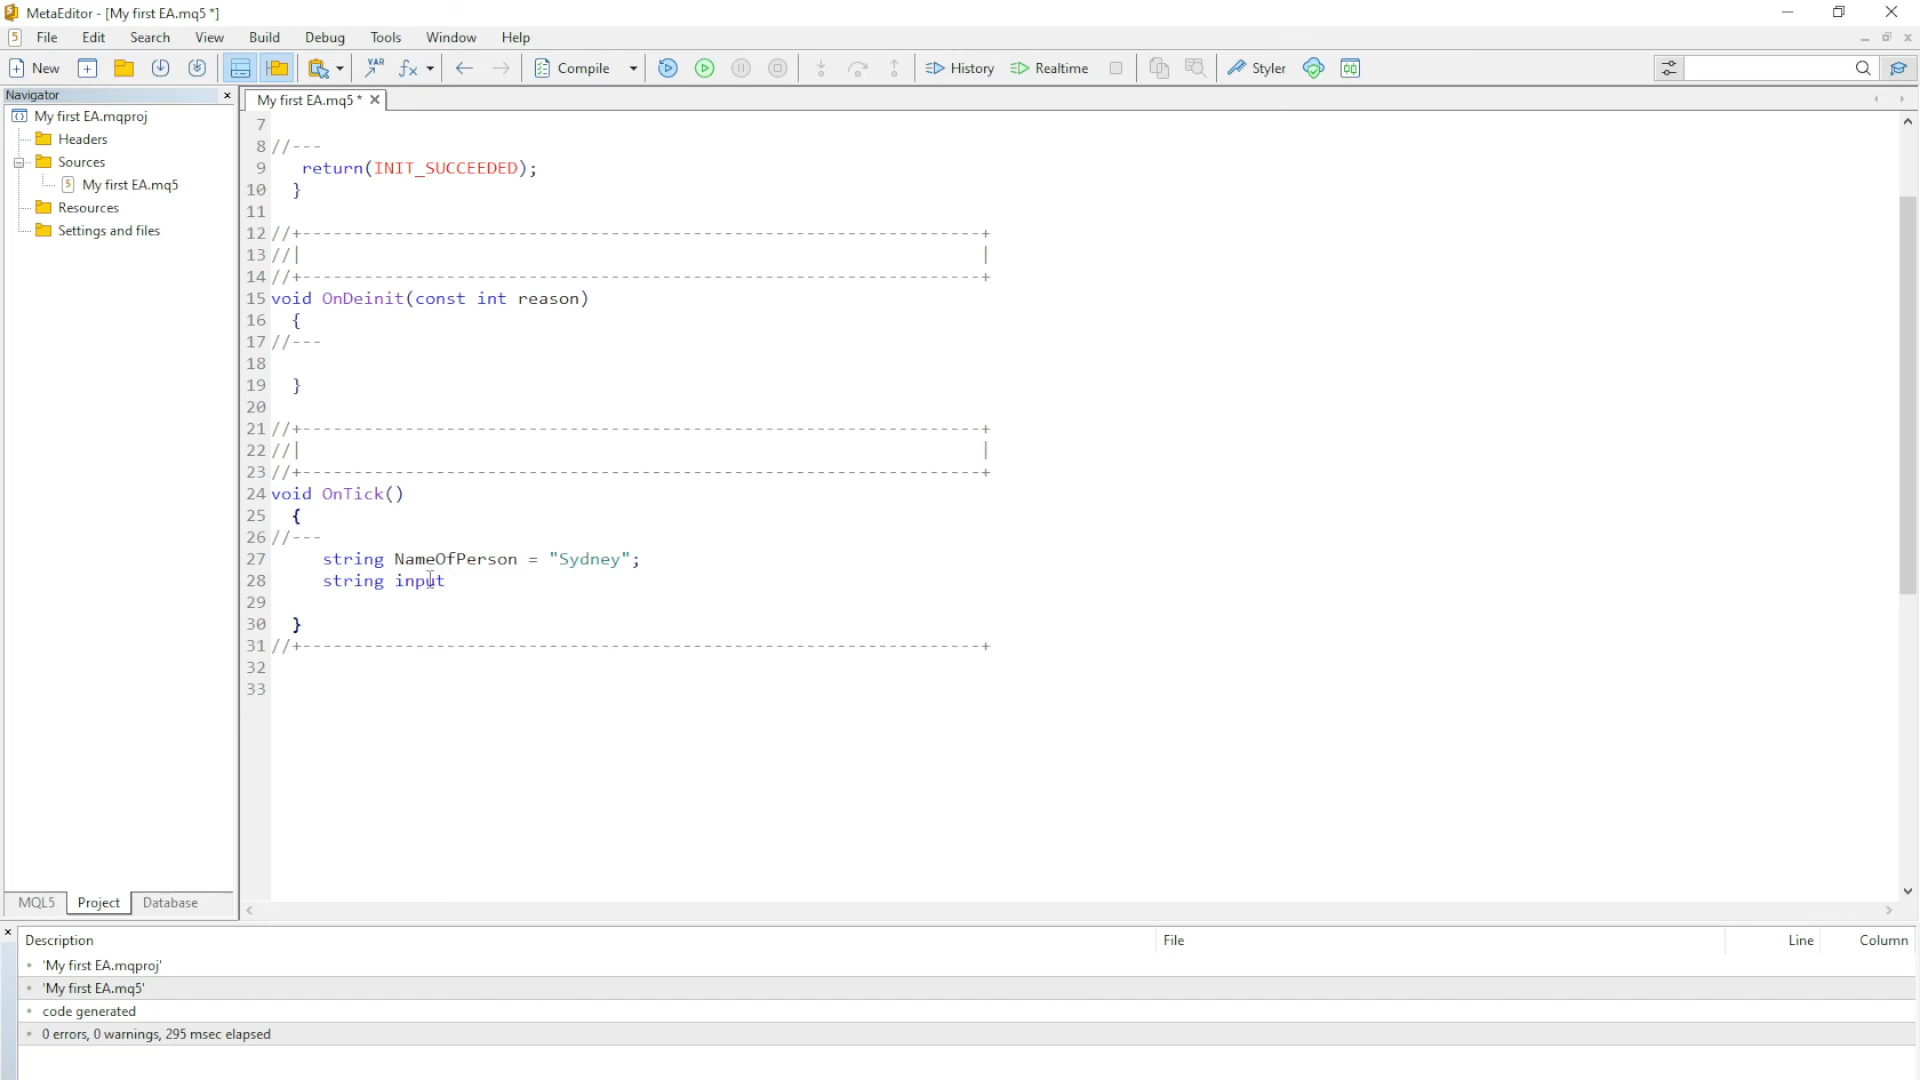 MetaEditor - [My first EA.mq5 *]
File Edit Search View Build Debug Tools Window Help
New VAR fx Compile History Realtime Styler
Navigator
My first EA.mqproj
Headers
Sources
5 My first EA.mq5
Resources
Settings and files
MQL5 Project Database
My first EA.mq5 *
7
8 //---
9 return(INIT_SUCCEEDED);
10 }
11
12 //+------------------------------------------------------------------+
13 //| |
14 //+------------------------------------------------------------------+
15 void OnDeinit(const int reason)
16 {
17 //---
18
19 }
20
21 //+------------------------------------------------------------------+
22 //| |
23 //+------------------------------------------------------------------+
24 void OnTick()
25 {
26 //---
27 string NameOfPerson = "Sydney";
28 string input
29
30 }
31 //+------------------------------------------------------------------+
32
33
Description File Line Column
'My first EA.mqproj'
'My first EA.mq5'
code generated
0 errors, 0 warnings, 295 msec elapsed